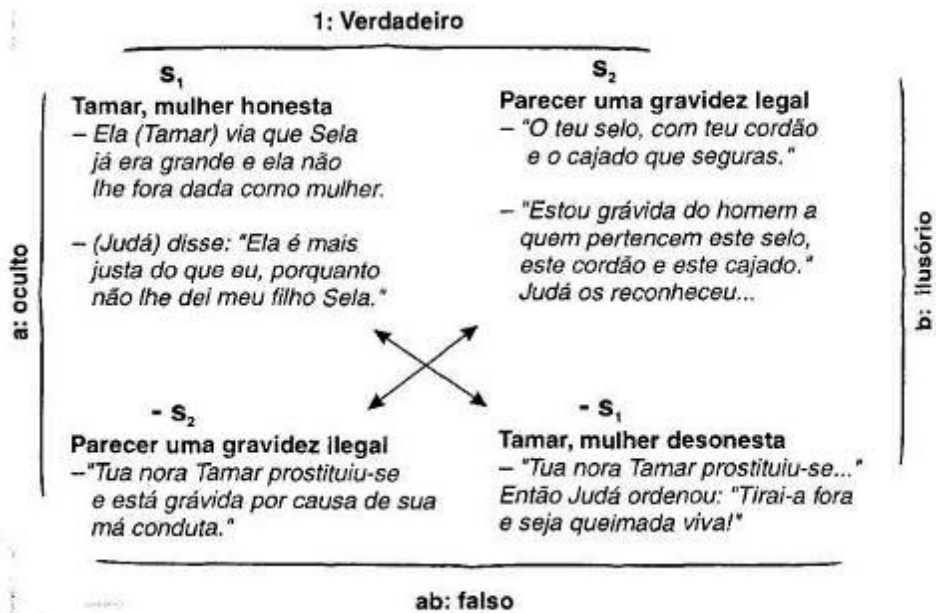 1: Verdadeiro
S₁
Tamar, mulher honesta
– Ela (Tamar) via que Sela
já era grande e ela não
lhe fora dada como mulher.
– (Judá) disse: "Ela é mais
justa do que eu, porquanto
não lhe dei meu filho Sela."
S₂
Parecer uma gravidez legal
– "O teu selo, com teu cordão
e o cajado que seguras."
– "Estou grávida do homem a
quem pertencem este selo,
este cordão e este cajado."
Judá os reconheceu...
a: oculto
b: ilusório
- S₂
Parecer uma gravidez ilegal
–"Tua nora Tamar prostituiu-se
e está grávida por causa de sua
má conduta."
- S₁
Tamar, mulher desonesta
– "Tua nora Tamar prostituiu-se..."
Então Judá ordenou: "Tirai-a fora
e seja queimada viva!"
ab: falso